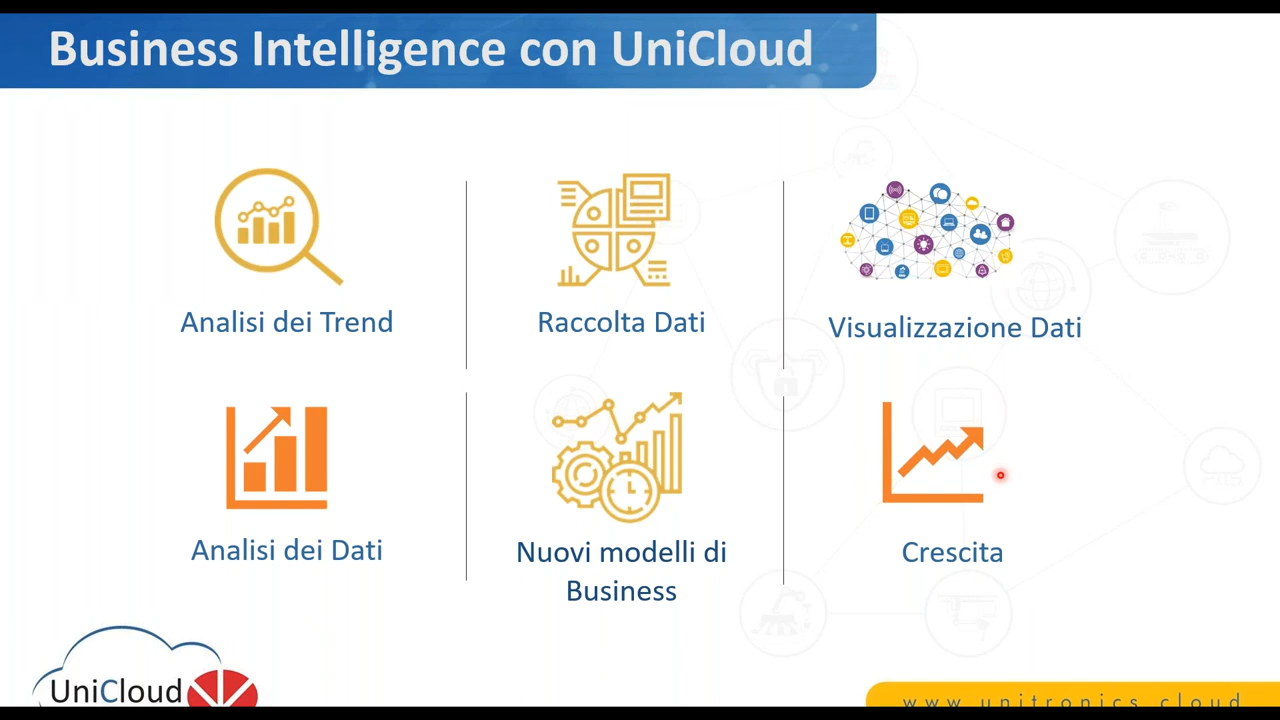 Business Intelligence con UniCloud
Analisi dei Trend
Raccolta Dati
Visualizzazione Dati
Analisi dei Dati
Nuovi modelli di
Business
Crescita
UniCloud
www.unitronics.cloud